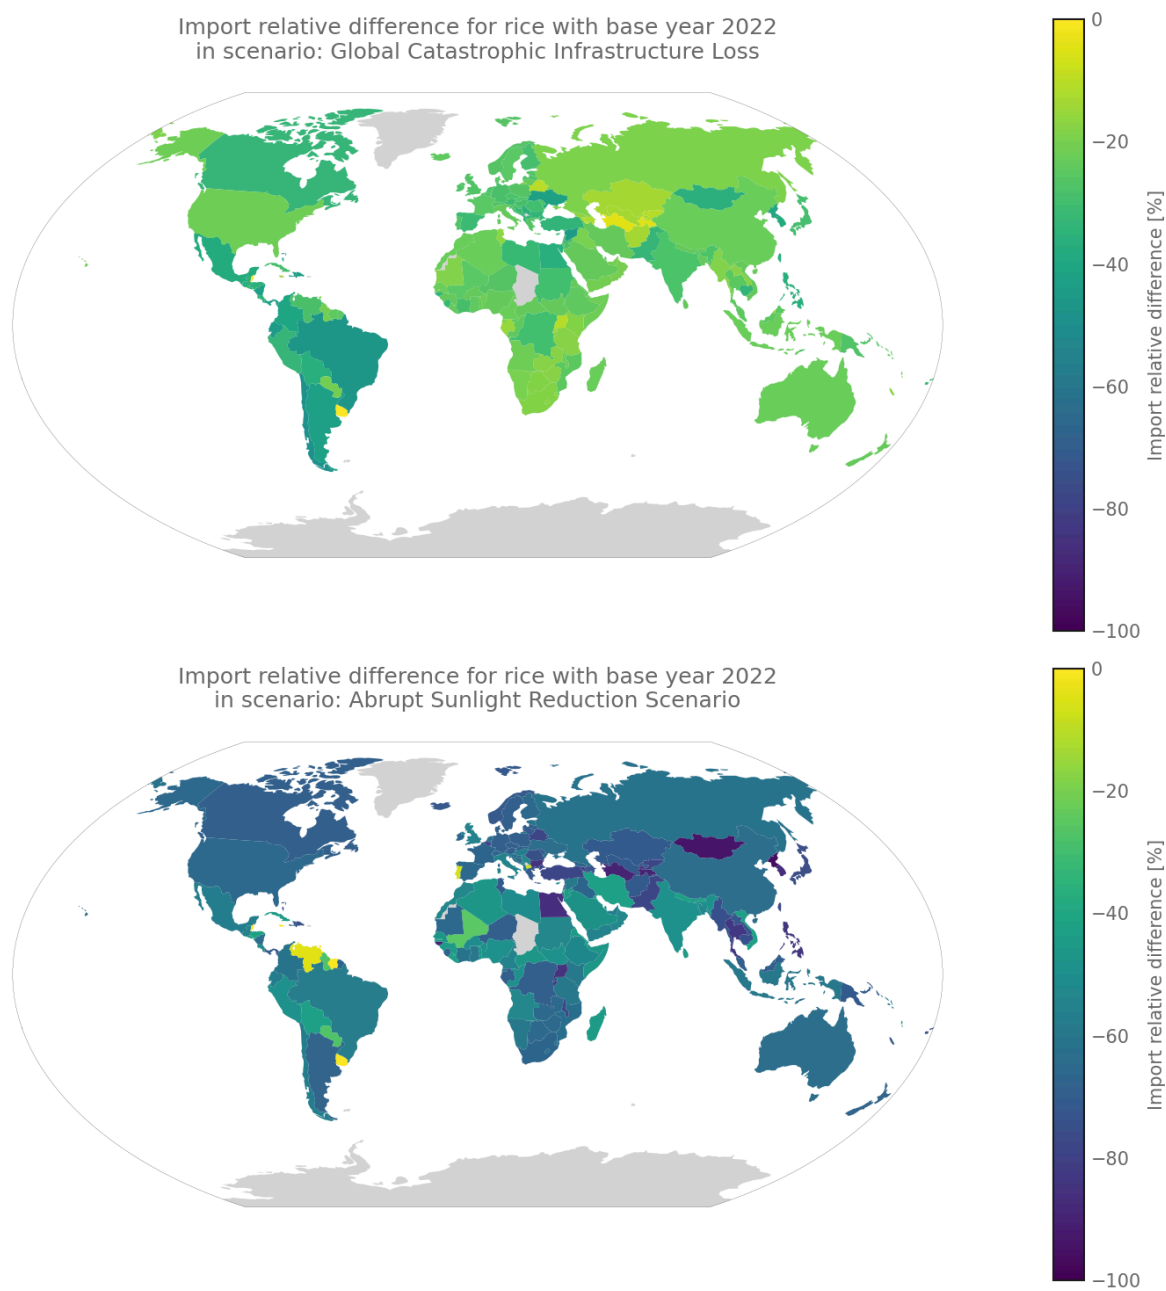 Import relative difference for rice with base year 2022
in scenario: Global Catastrophic Infrastructure Loss
0
−20
−40
−60
−80
−100
Import relative difference [%]
Import relative difference for rice with base year 2022
in scenario: Abrupt Sunlight Reduction Scenario
0
−20
−40
−60
−80
−100
Import relative difference [%]